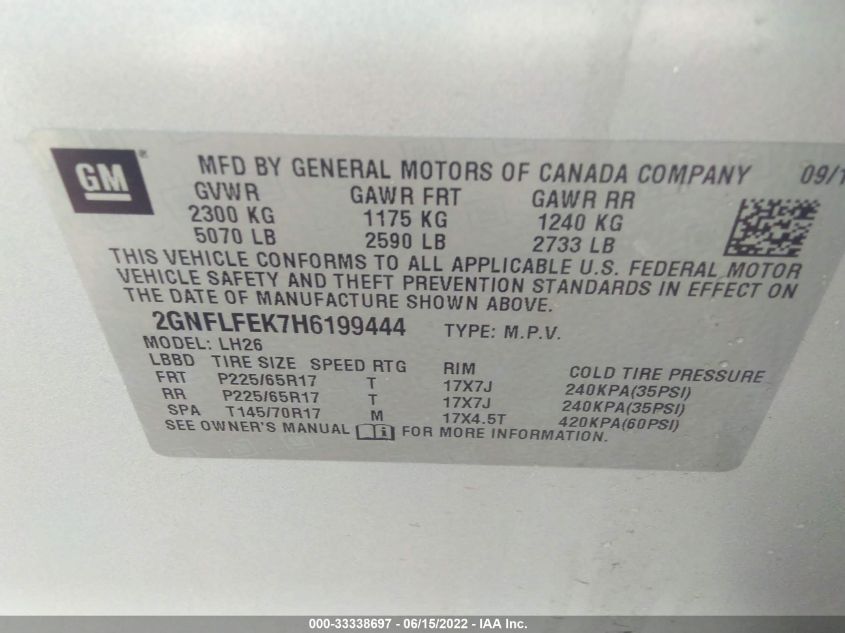 GM ® MFD BY GENERAL MOTORS OF CANADA COMPANY 09/1
GVWR GAWR FRT GAWR RR
2300 KG 1175 KG 1240 KG
5070 LB 2590 LB 2733 LB
THIS VEHICLE CONFORMS TO ALL APPLICABLE U.S. FEDERAL MOTOR
VEHICLE SAFETY AND THEFT PREVENTION STANDARDS IN EFFECT ON
THE DATE OF MANUFACTURE SHOWN ABOVE.
2GNFLFEK7H6199444 TYPE: M.P.V.
MODEL: LH26
LBBD TIRE SIZE SPEED RTG RIM COLD TIRE PRESSURE
FRT P225/65R17 T 17X7J 240KPA(35PSI)
RR P225/65R17 T 17X7J 240KPA(35PSI)
SPA T145/70R17 M 17X4.5T 420KPA(60PSI)
SEE OWNER'S MANUAL FOR MORE INFORMATION.
000-33338697 - 06/15/2022 - IAA Inc.